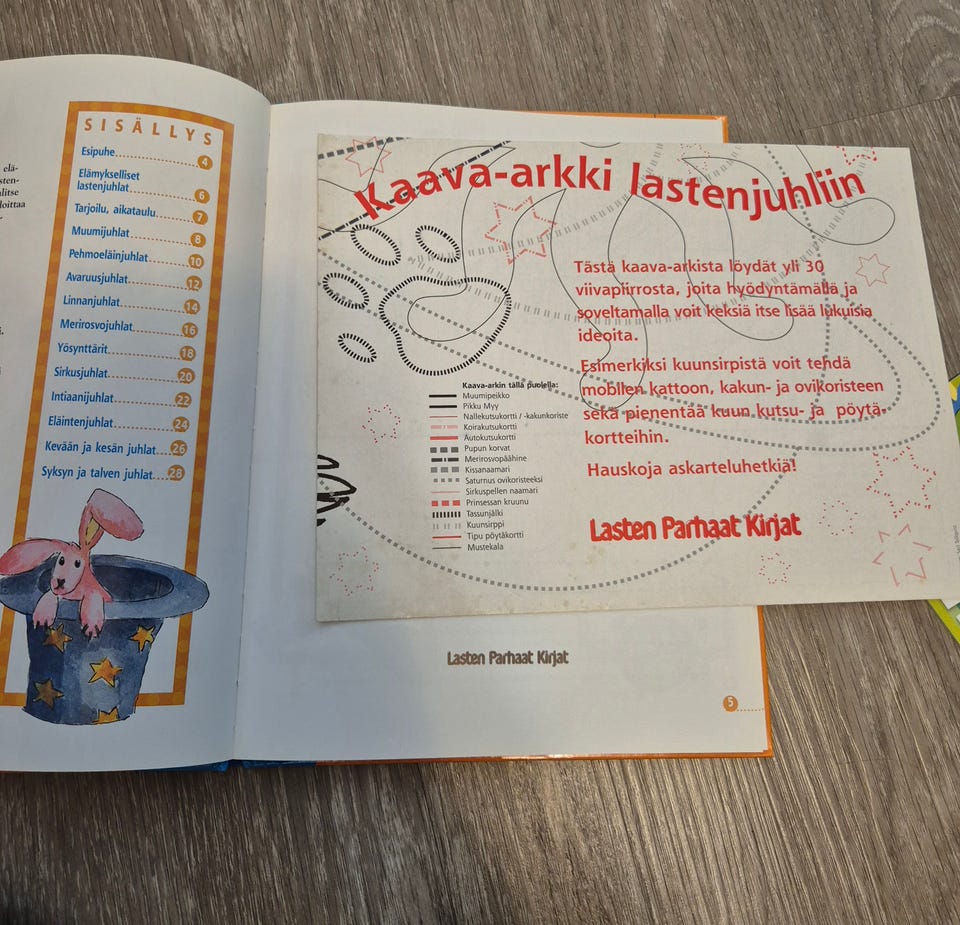 elä-
sten-
litse
loittaa
SISÄLLYS
Esipuhe 4
Elämykselliset
lastenjuhlat 6
Tarjoilu, aikataulu 7
Muumijuhlat 8
Pehmoeläinjuhlat 10
Avaruusjuhlat 12
Linnanjuhlat 14
Merirosvojuhlat 16
Yösynttärit 18
Sirkusjuhlat 20
Intiaanijuhlat 22
Eläintenjuhlat 24
Kevään ja kesän juhlat 26
Syksyn ja talven juhlat 28
Kaava-arkki lastenjuhliin
Tästä kaava-arkista löydät yli 30
viivapiirrosta, joita hyödyntämällä ja
soveltamalla voit keksiä itse lisää lukuisia
ideoita.
Esimerkiksi kuunsirpistä voit tehdä
mobilen kattoon, kakun- ja ovikoristeen
sekä pienentää kuun kutsu- ja pöytä-
kortteihin.
Hauskoja askarteluhetkiä!
Lasten Parhaat Kirjat
Kaava-arkin tällä puolella:
Muumipeikko
Pikku Myy
Nallekutsukortti / -kakunkoriste
Koirakutsukortti
Autokutsukortti
Pupun korvat
Merirosvopäähine
Kissanaamari
Saturnus ovikoristeeksi
Sirkuspellen naamari
Prinsessan kruunu
Tassunjälki
Kuunsirppi
Tipu pöytäkortti
Mustekala
Lasten Parhaat Kirjat
5